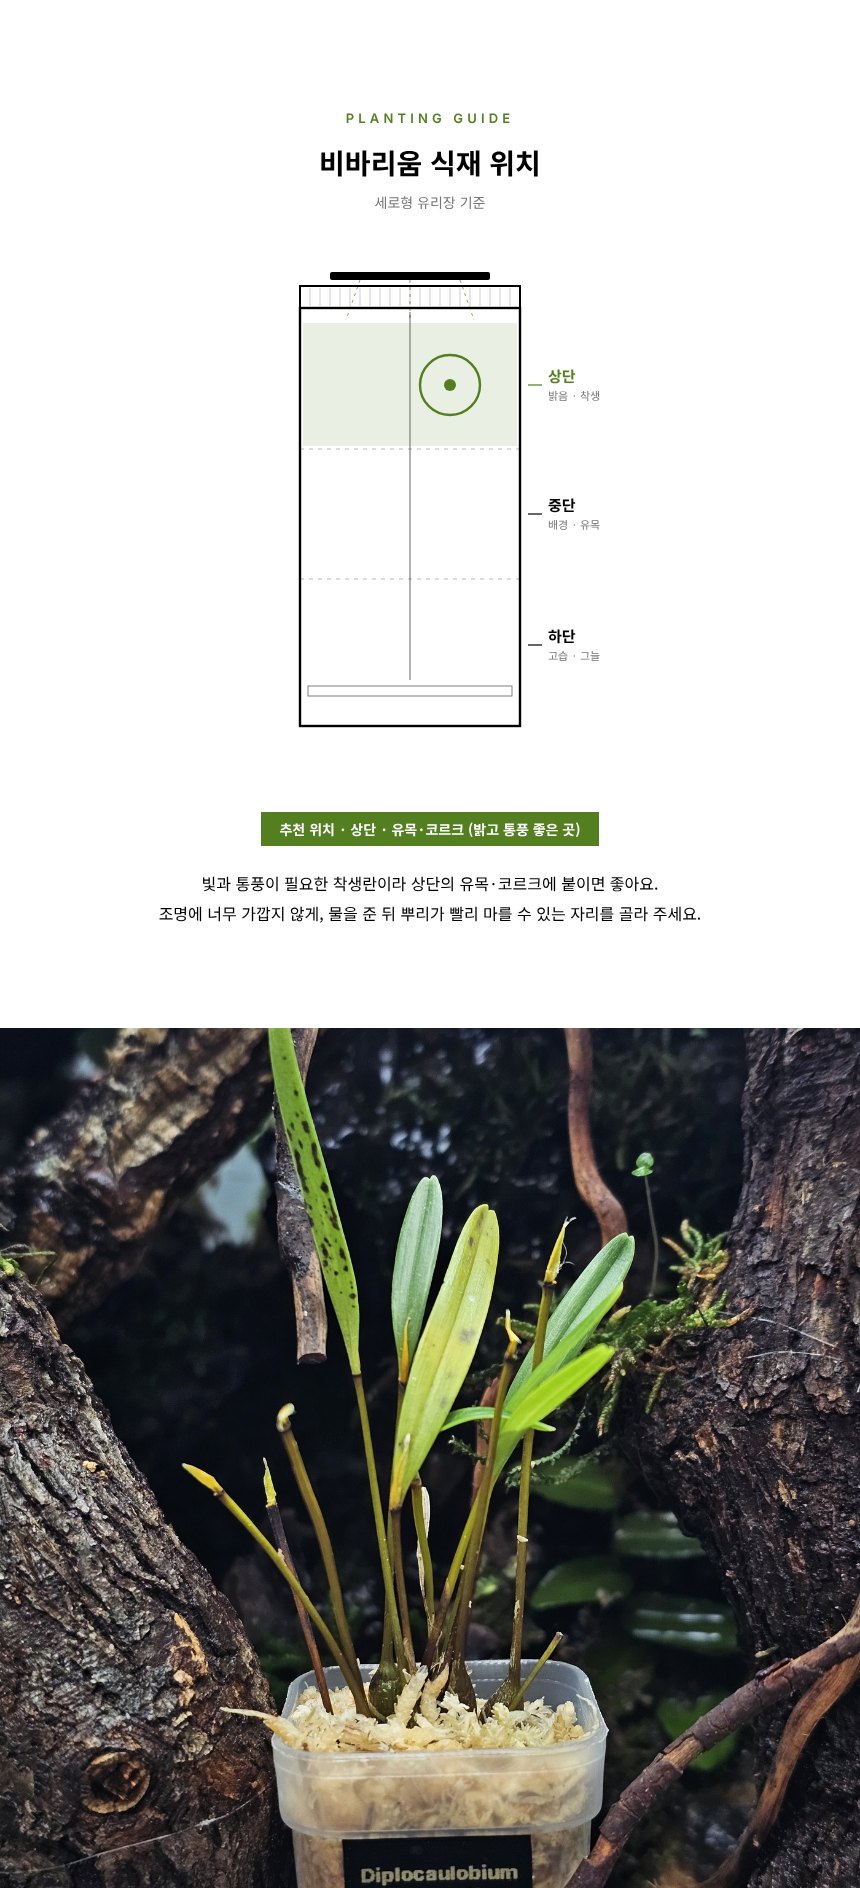 PLANTING GUIDE
비바리움 식재 위치
세로형 유리장 기준
상단
밝음 · 착생
중단
배경 · 유목
하단
고습 · 그늘
추천 위치 · 상단 · 유목·코르크 (밝고 통풍 좋은 곳)
빛과 통풍이 필요한 착생란이라 상단의 유목·코르크에 붙이면 좋아요.
조명에 너무 가깝지 않게, 물을 준 뒤 뿌리가 빨리 마를 수 있는 자리를 골라 주세요.
Diplocaulobium